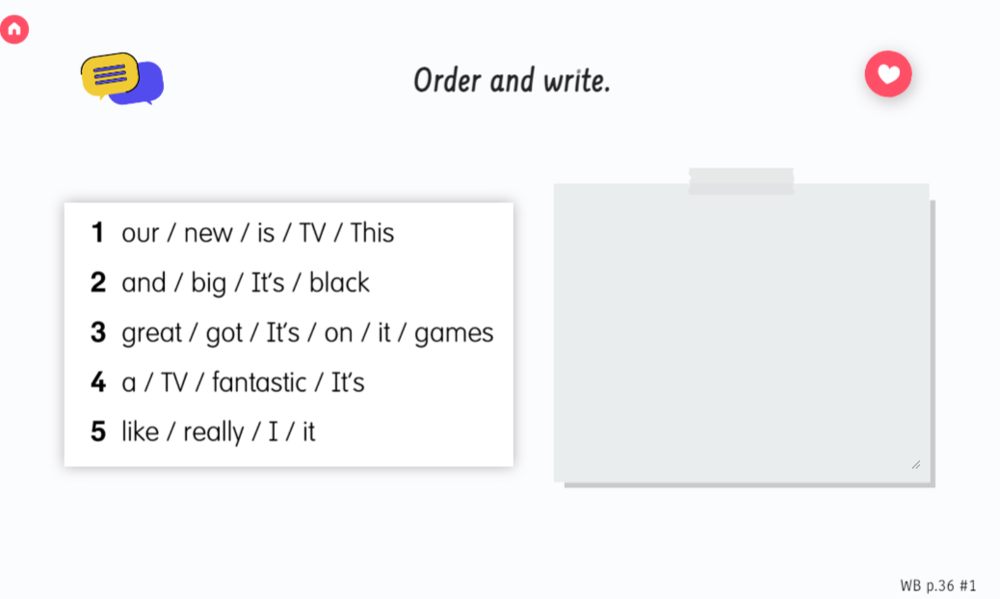 Order and write.
1 our / new / is / TV / This
2 and / big / It's / black
3 great / got / It's / on / it / games
4 a / TV / fantastic / It's
5 like / really / I / it
WB p.36 #1